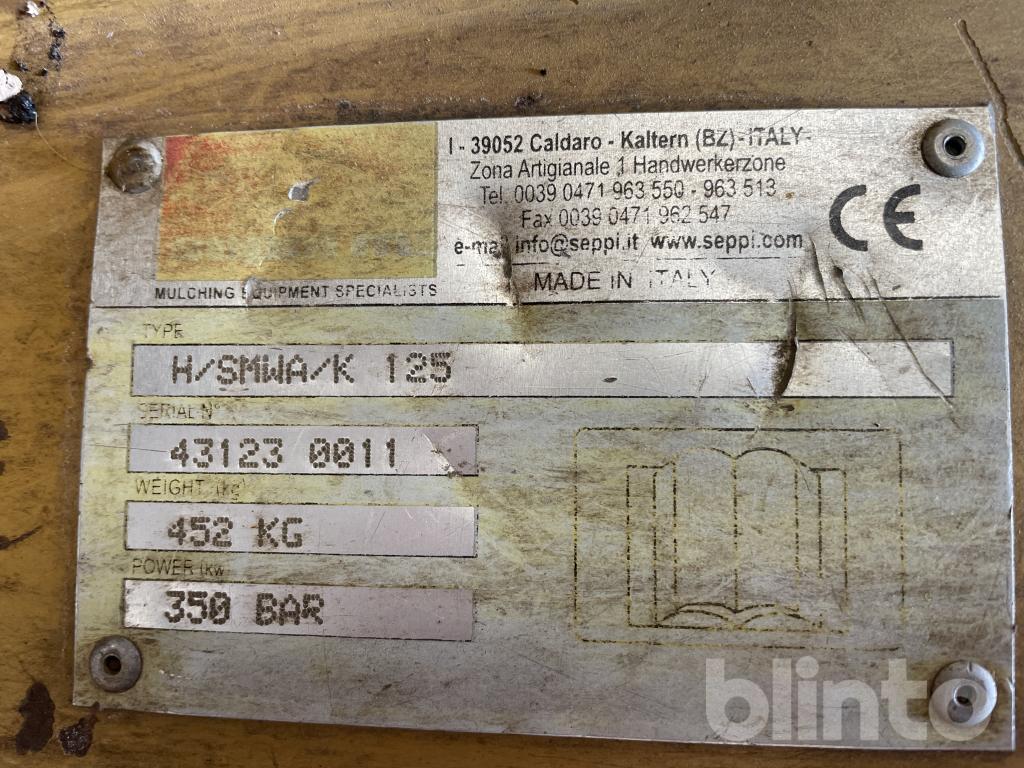 I - 39052 Caldaro - Kaltern (BZ) - ITALY -
Zona Artigianale 1 Handwerkerzone
Tel. 0039 0471 963 550 - 963 513
Fax 0039 0471 962 547
e-mail info@seppi.it www.seppi.com
MADE IN ITALY
CE
MULCHING EQUIPMENT SPECIALISTS
TYPE
H/SMWA/K 125
SERIAL N°
43123 0011
WEIGHT (kg)
452 KG
POWER (kw
350 BAR
blinto